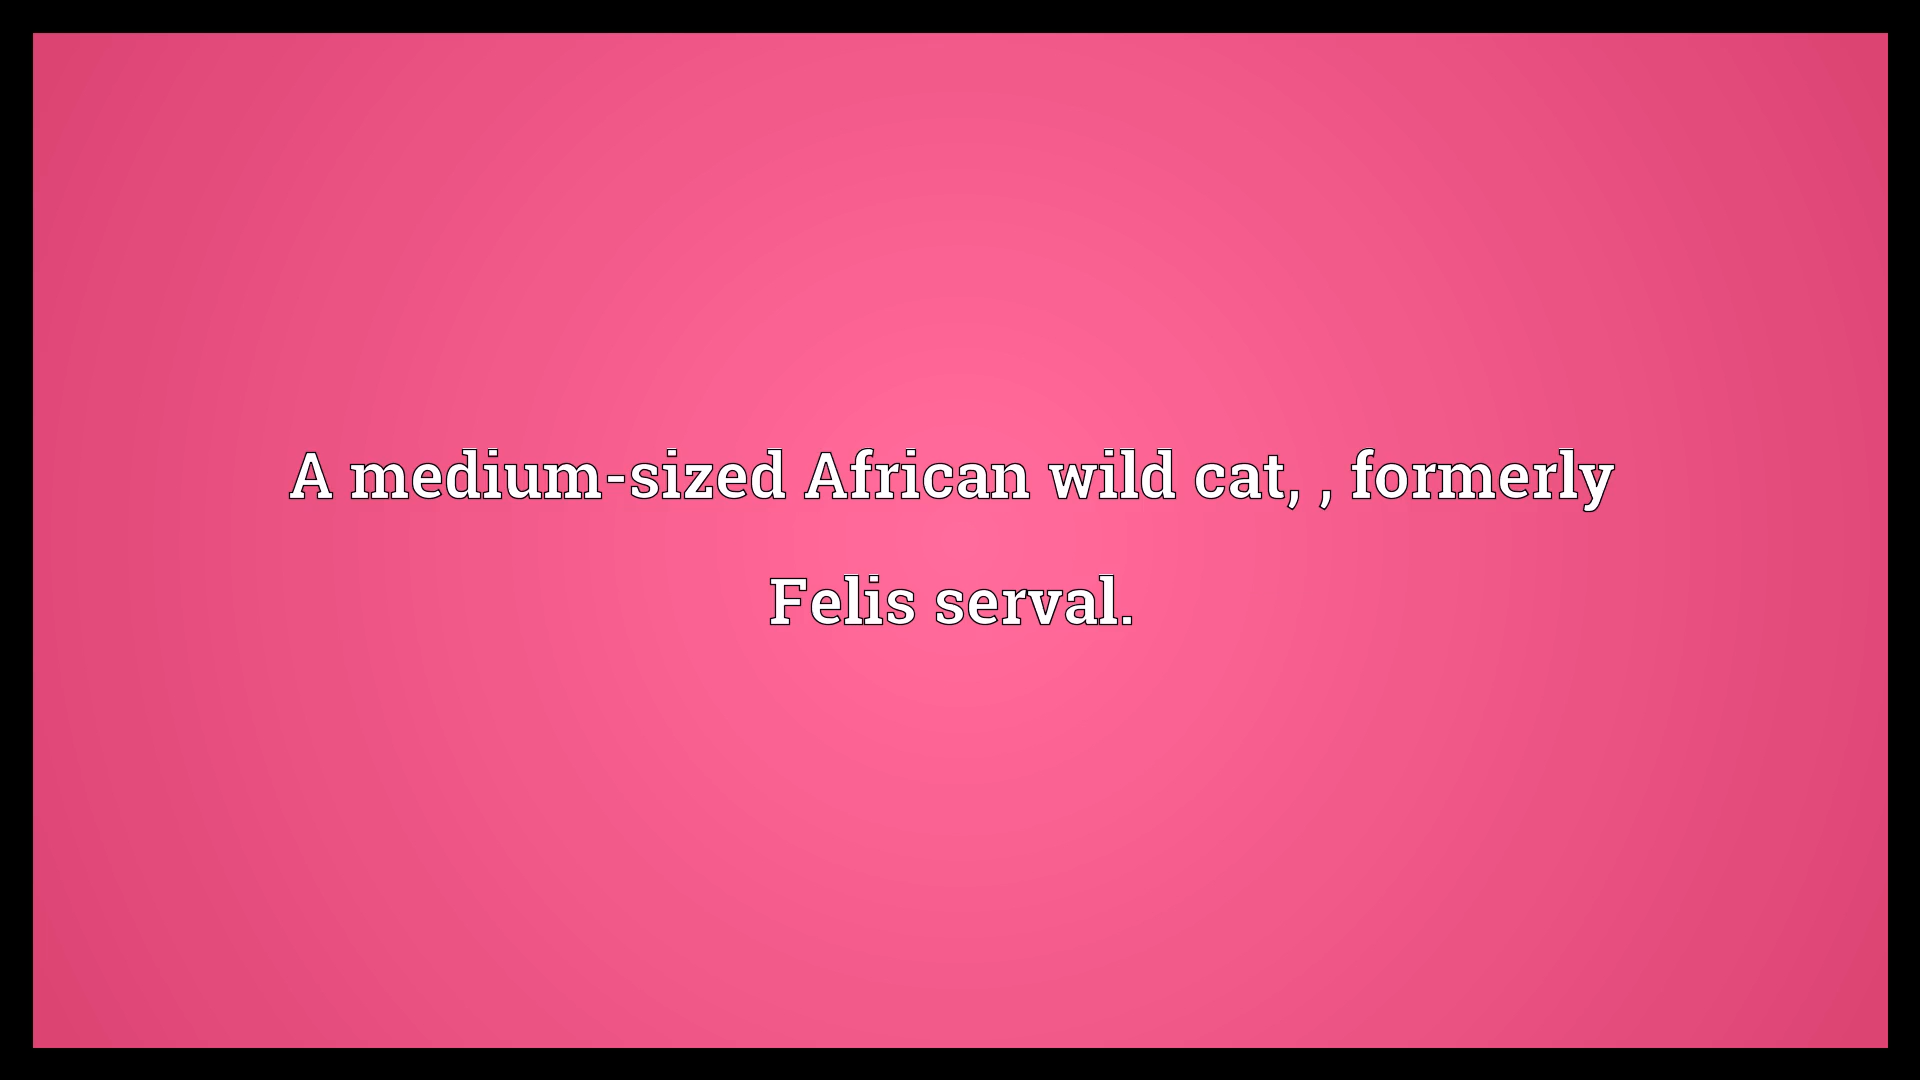 A medium-sized African wild cat, , formerly
Felis serval.